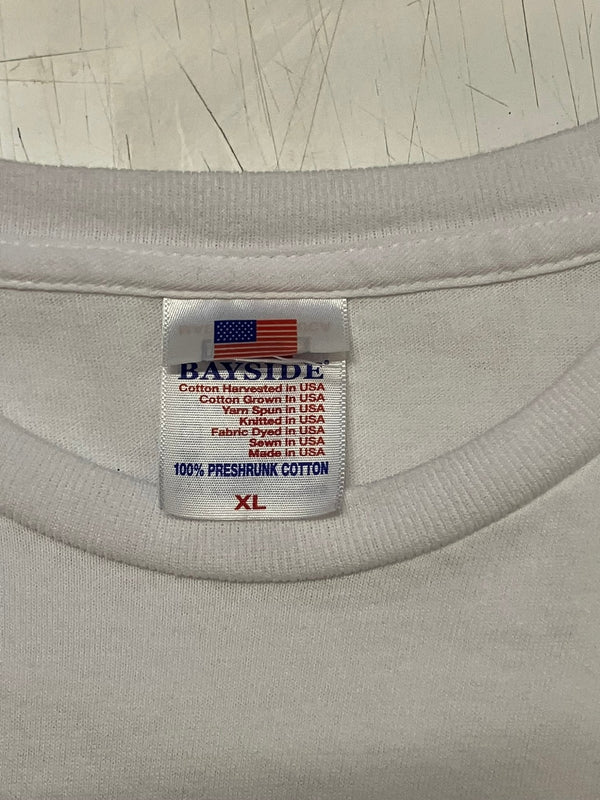 BAYSIDE®
Cotton Harvested in USA
Cotton Grown in USA
Yarn Spun in USA
Knitted in USA
Fabric Dyed in USA
Sewn in USA
Made in USA
100% PRESHRUNK COTTON
XL